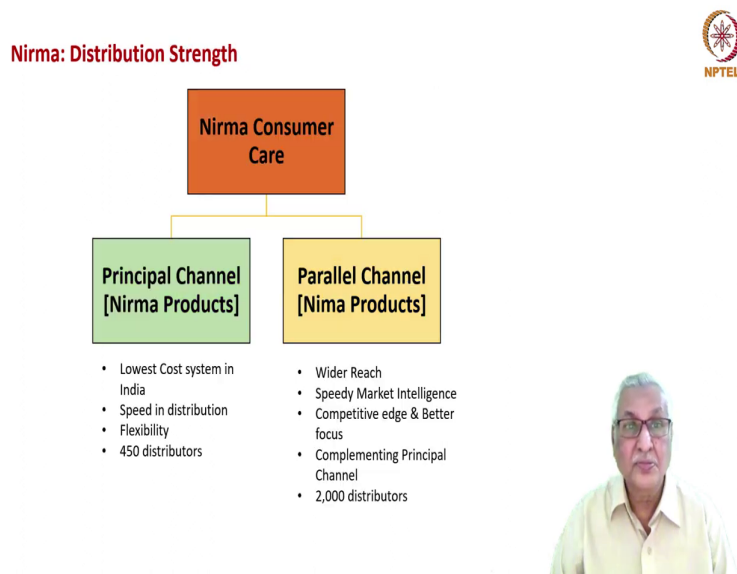 Nirma: Distribution Strength
NPTEL
Nirma Consumer
Care
Principal Channel
[Nirma Products]
• Lowest Cost system in
India
• Speed in distribution
• Flexibility
• 450 distributors
Parallel Channel
[Nima Products]
• Wider Reach
• Speedy Market Intelligence
• Competitive edge & Better
focus
• Complementing Principal
Channel
• 2,000 distributors